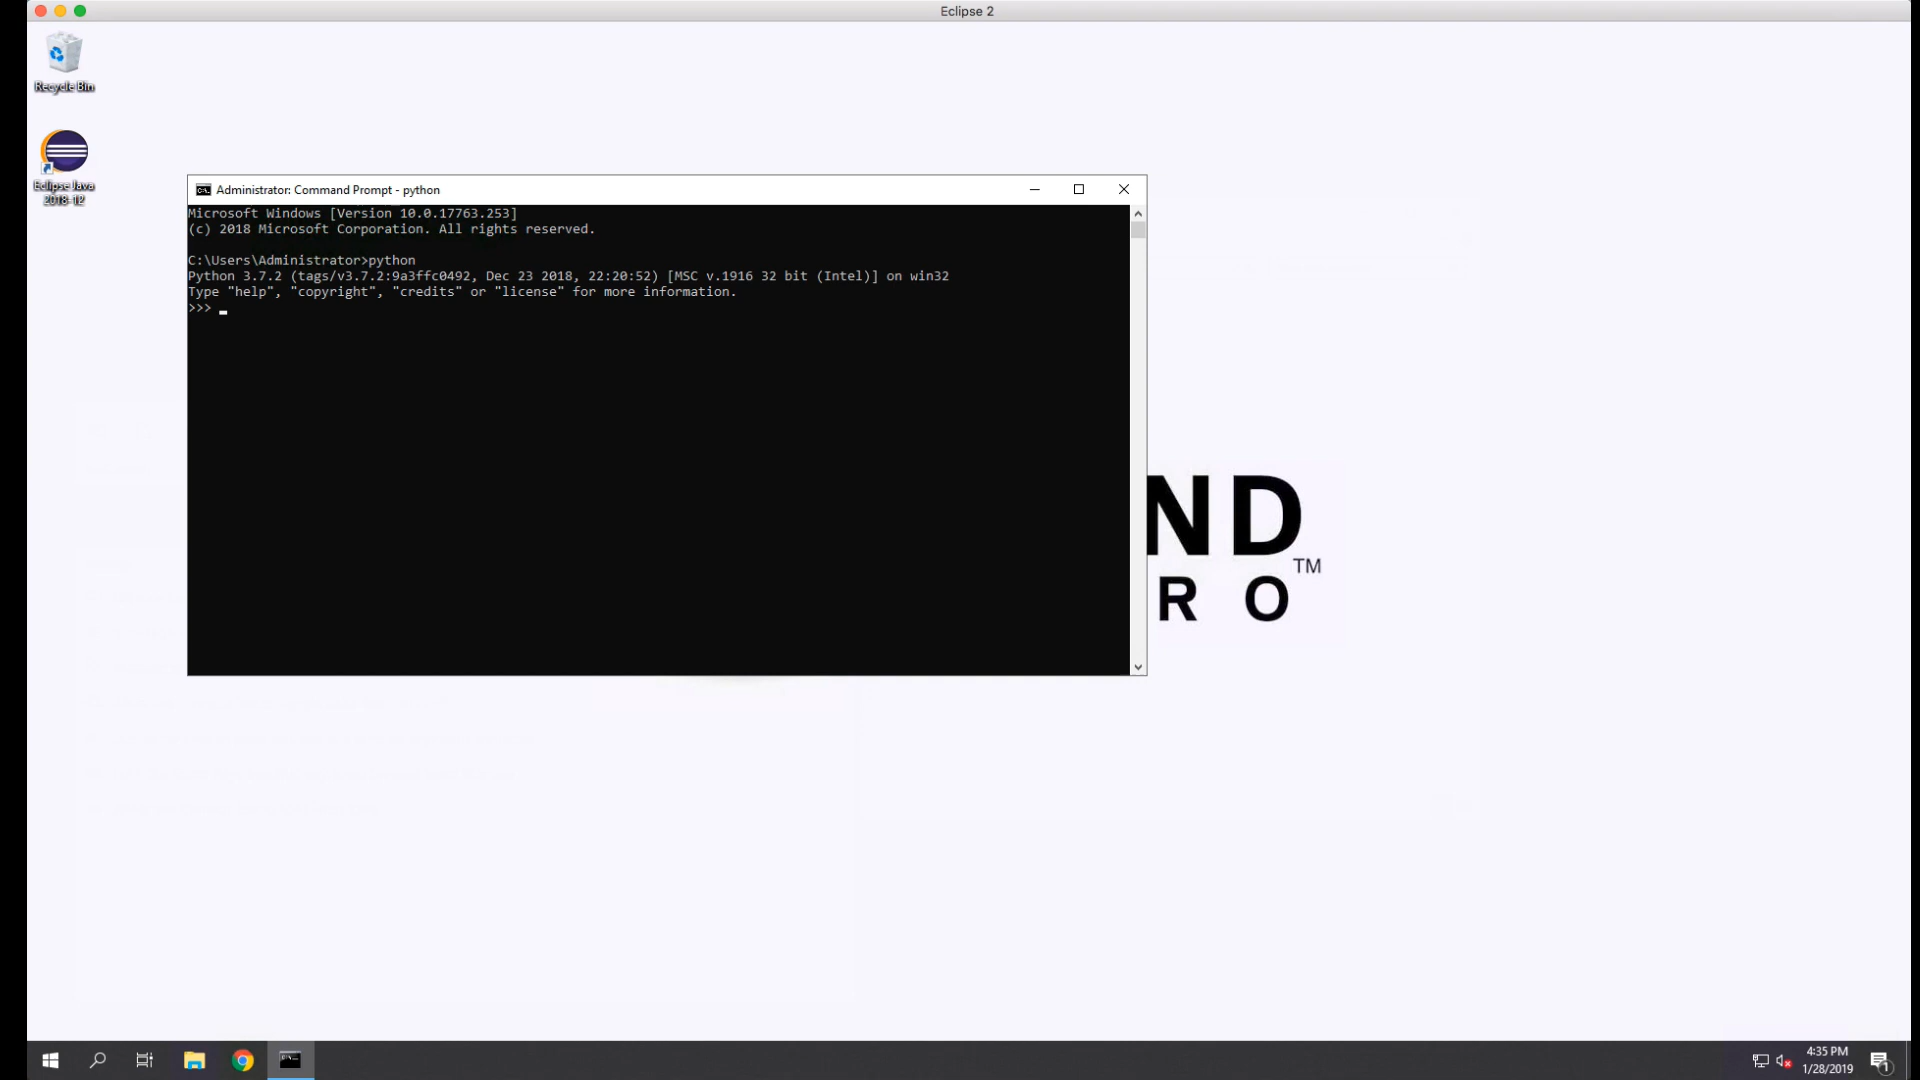 Eclipse 2
Recycle Bin
Eclipse Java
2018-12
Administrator: Command Prompt - python
Microsoft Windows [Version 10.0.17763.253]
(c) 2018 Microsoft Corporation. All rights reserved.
C:\Users\Administrator>python
Python 3.7.2 (tags/v3.7.2:9a3ffc0492, Dec 23 2018, 22:20:52) [MSC v.1916 32 bit (Intel)] on win32
Type "help", "copyright", "credits" or "license" for more information.
>>>
ND
TM
R O
4:35 PM
1/28/2019
1